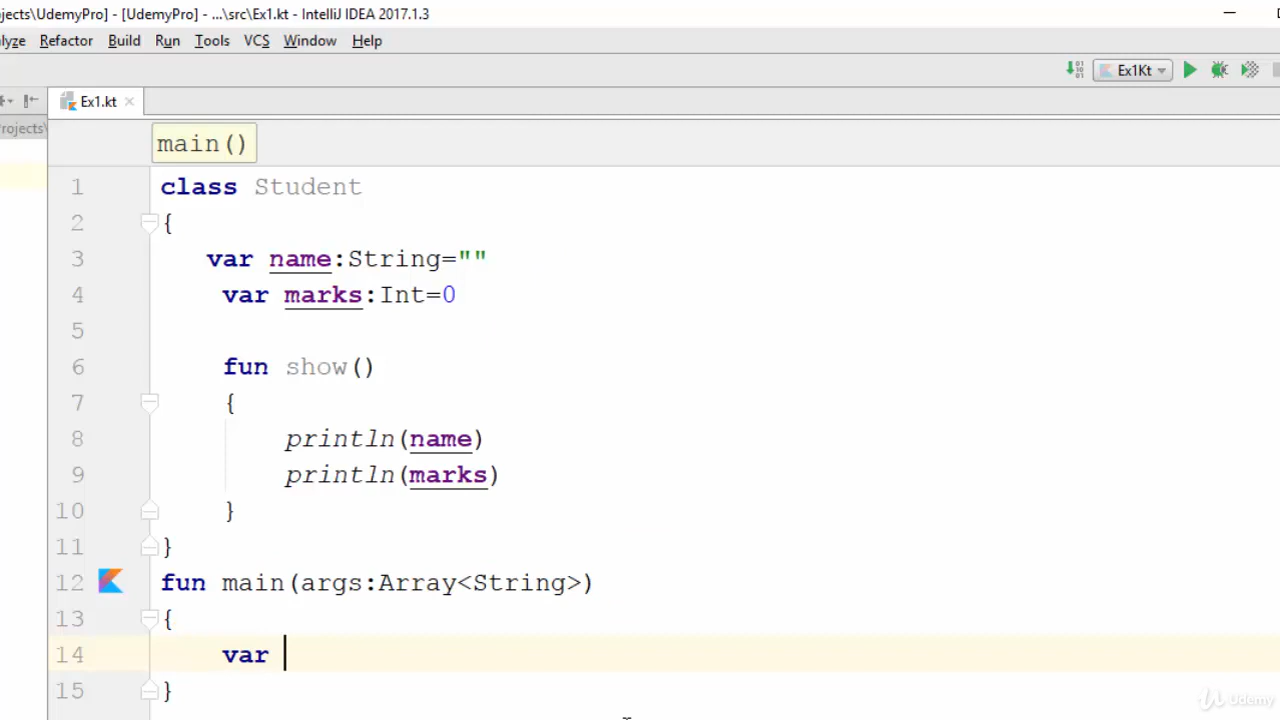 jects\UdemyPro] - [UdemyPro] - ...\src\Ex1.kt - IntelliJ IDEA 2017.1.3
lyze Refactor Build Run Tools VCS Window Help
Ex1Kt
Ex1.kt
rojects\
main()
1 class Student
2 {
3 var name:String=""
4 var marks:Int=0
5
6 fun show()
7 {
8 println(name)
9 println(marks)
10 }
11 }
12 fun main(args:Array<String>)
13 {
14 var
15 }
Udemy